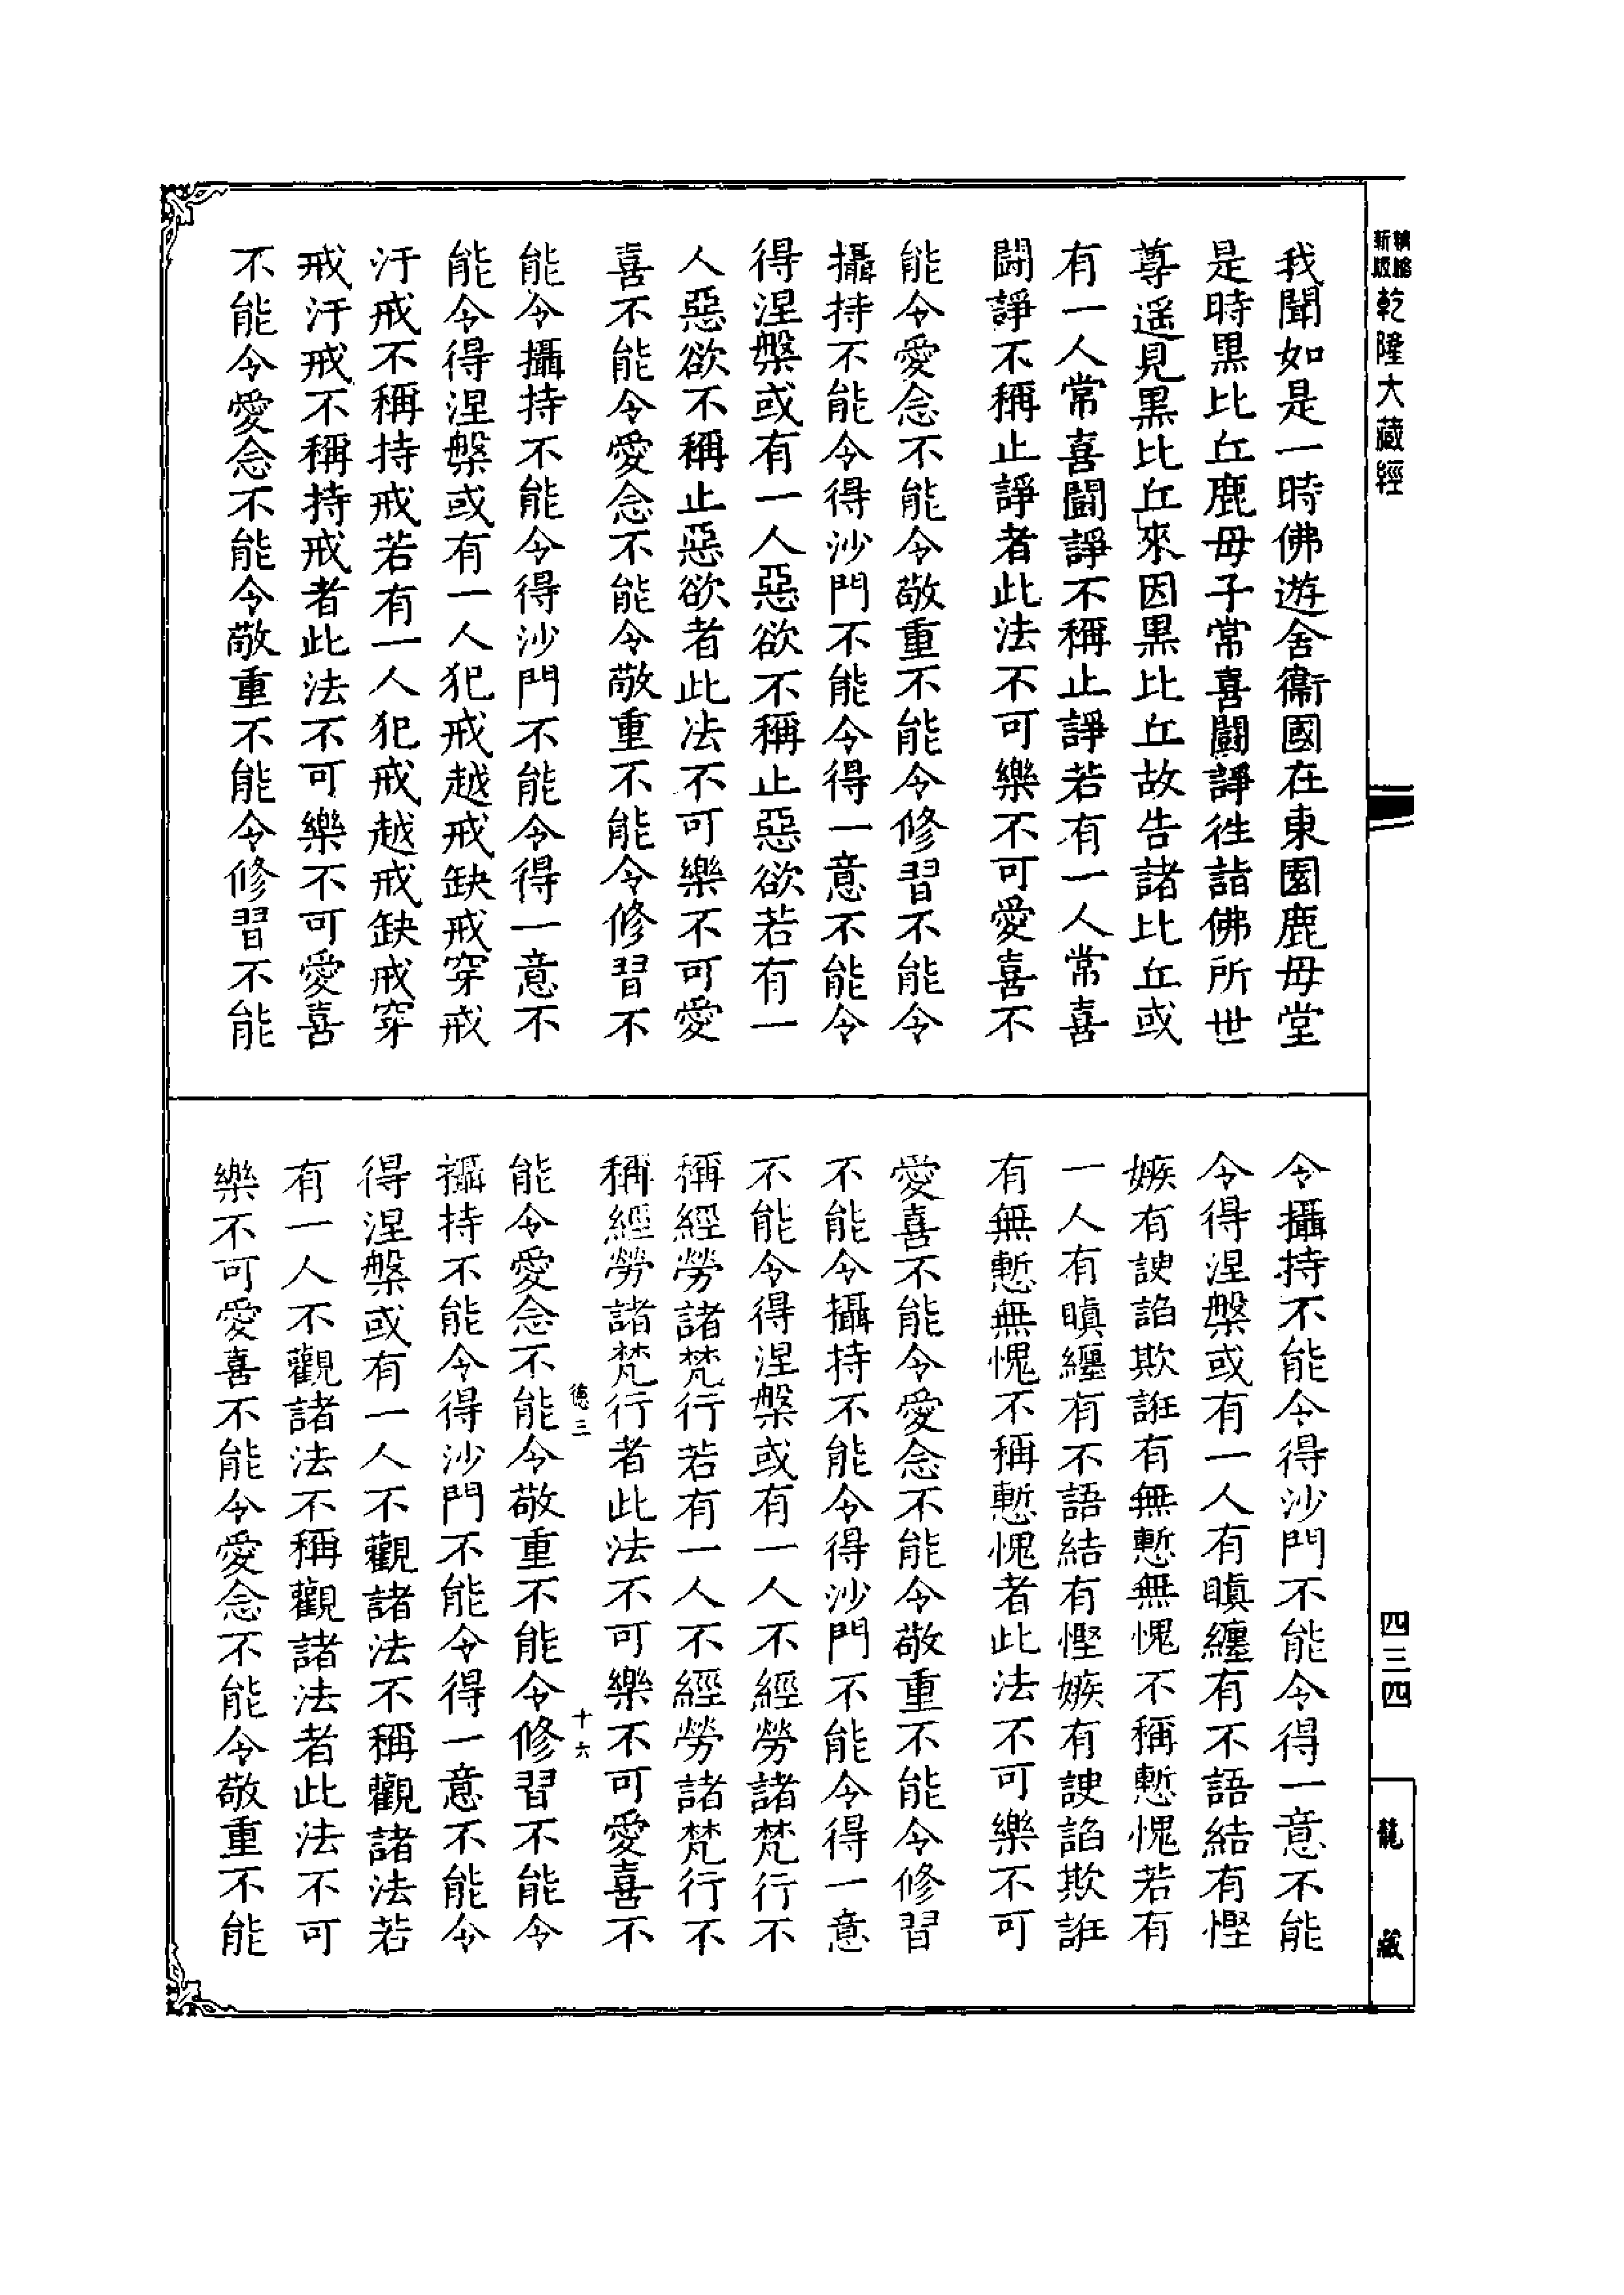 新版 精縮 乾隆大藏經
四三四
龍藏
我聞如是一時佛遊舍衞國在東園鹿母堂
是時黑比丘鹿母子常喜鬪諍徃詣佛所世
尊遥見黑比丘來因黑比丘故告諸比丘或
有一人常喜鬪諍不稱止諍若有一人常喜
鬪諍不稱止諍者此法不可樂不可愛喜不
能令愛念不能令敬重不能令修習不能令
攝持不能令得沙門不能令得一意不能令
得涅槃或有一人惡欲不稱止惡欲若有一
人惡欲不稱止惡欲者此法不可樂不可愛
喜不能令愛念不能令敬重不能令修習不
能令攝持不能令得沙門不能令得一意不
能令得涅槃或有一人犯戒越戒缺戒穿戒
汙戒不稱持戒若有一人犯戒越戒缺戒穿
戒汙戒不稱持戒者此法不可樂不可愛喜
不能令愛念不能令敬重不能令修習不能
令攝持不能令得沙門不能令得一意不能
令得涅槃或有一人有瞋纏有不語結有慳
嫉有諛諂欺誑有無慙無愧不稱慙愧若有
一人有瞋纏有不語結有慳嫉有諛諂欺誑
有無慙無愧不稱慙愧者此法不可樂不可
愛喜不能令愛念不能令敬重不能令修習
不能令攝持不能令得沙門不能令得一意
不能令得涅槃或有一人不經勞諸梵行不
稱經勞諸梵行若有一人不經勞諸梵行不
稱經勞諸梵行者此法不可樂不可愛喜不
德三 十六
能令愛念不能令敬重不能令修習不能令
攝持不能令得沙門不能令得一意不能令
得涅槃或有一人不觀諸法不稱觀諸法若
有一人不觀諸法不稱觀諸法者此法不可
樂不可愛喜不能令愛念不能令敬重不能